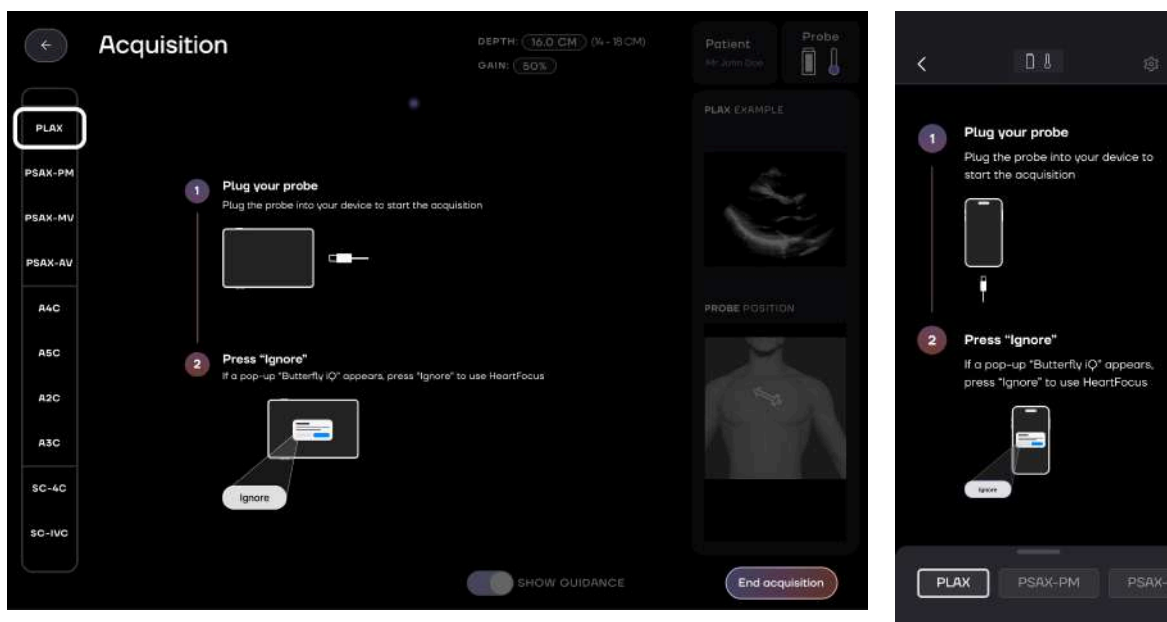 Acquisition
DEPTH: 16.0 CM (14 - 18 CM)
GAIN: 50%
Patient
Mr John Doe
Probe
PLAX
PSAX-PM
PSAX-MV
PSAX-AV
A4C
A5C
A2C
A3C
SC-4C
SC-IVC
1
Plug your probe
Plug the probe into your device to start the acquisition
2
Press “Ignore”
If a pop-up "Butterfly iQ" appears, press "Ignore" to use HeartFocus
Ignore
PLAX EXAMPLE
PROBE POSITION
SHOW GUIDANCE
End acquisition
1
Plug your probe
Plug the probe into your device to
start the acquisition
2
Press “Ignore”
If a pop-up "Butterfly iQ" appears,
press "Ignore" to use HeartFocus
Ignore
PLAX
PSAX-PM
PSAX-